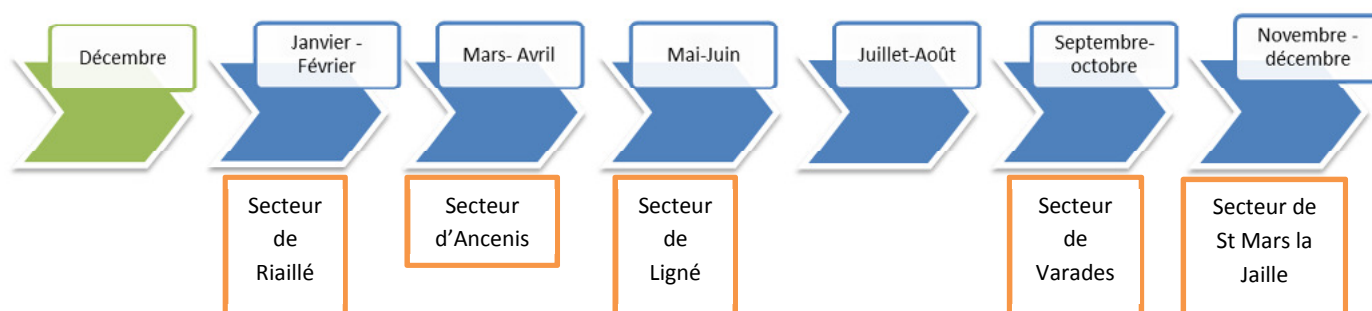 Décembre
Janvier -
Février
Mars- Avril
Mai-Juin
Juillet-Août
Septembre-
octobre
Novembre -
décembre
Secteur
de
Riaillé
Secteur
d’Ancenis
Secteur
de
Ligné
Secteur
de
Varades
Secteur de
St Mars la
Jaille